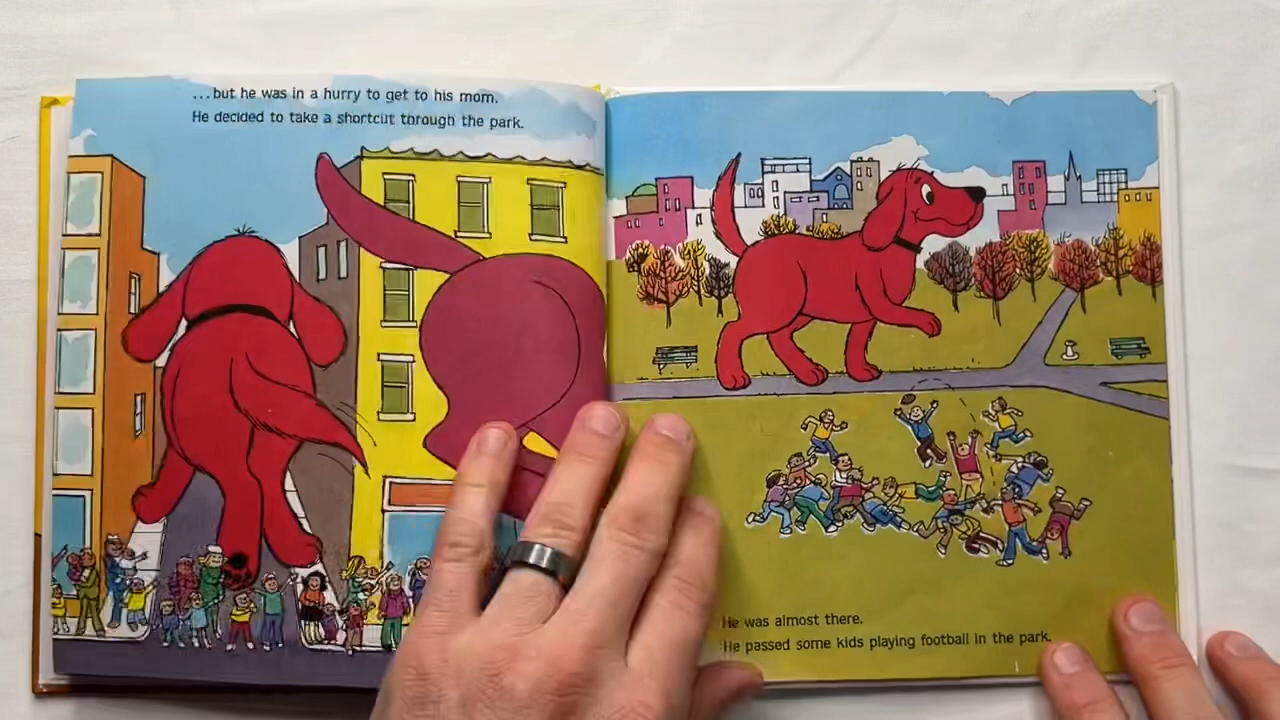 ...but he was in a hurry to get to his mom.
He decided to take a shortcut through the park.
He was almost there.
He passed some kids playing football in the park.